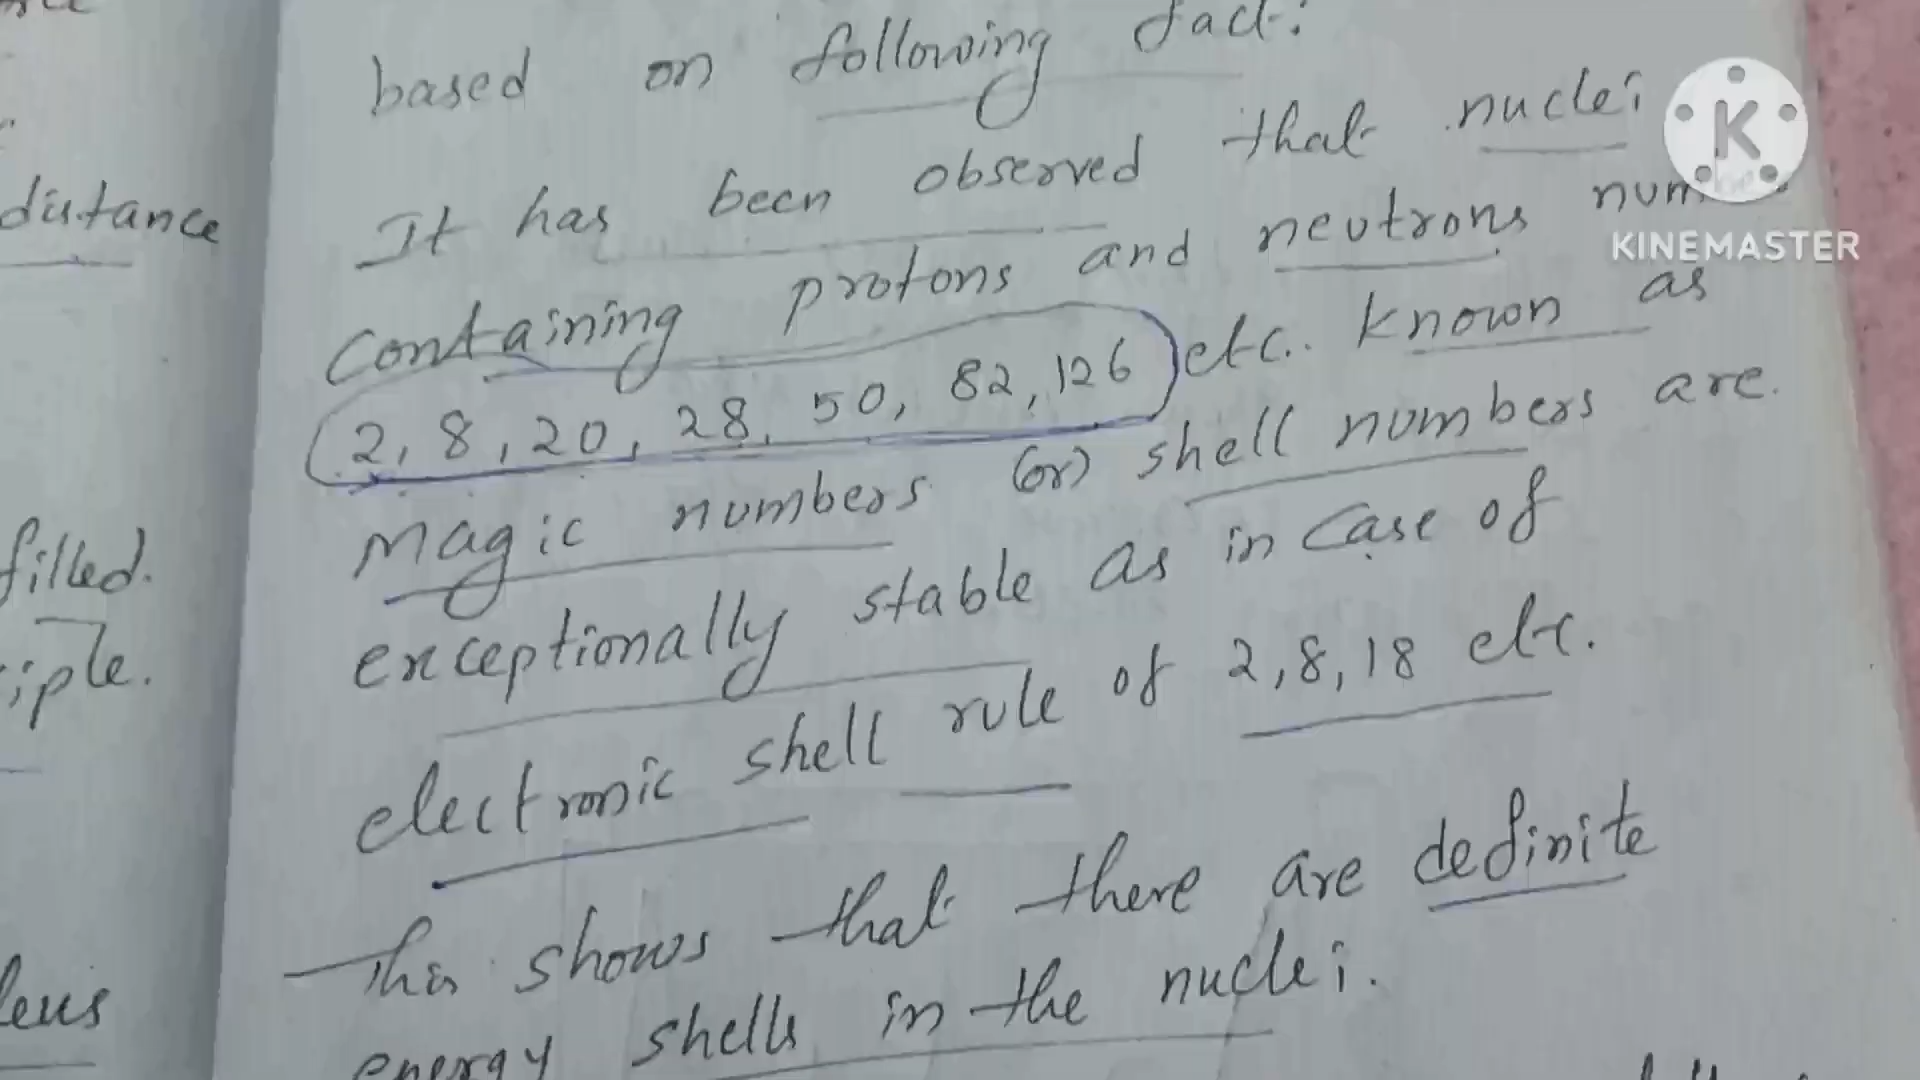 based on following fact:
It has been observed that nuclei
containing protons and neutrons
2, 8, 20, 28, 50, 82, 126 etc.. known as
magic numbers (or) shell numbers are.
exceptionally stable as in case of
electronic shell rule of 2, 8, 18 etc.
This shows that there are definite
energy shells in the nuclei.
distance
filled.
K
KINEMASTER